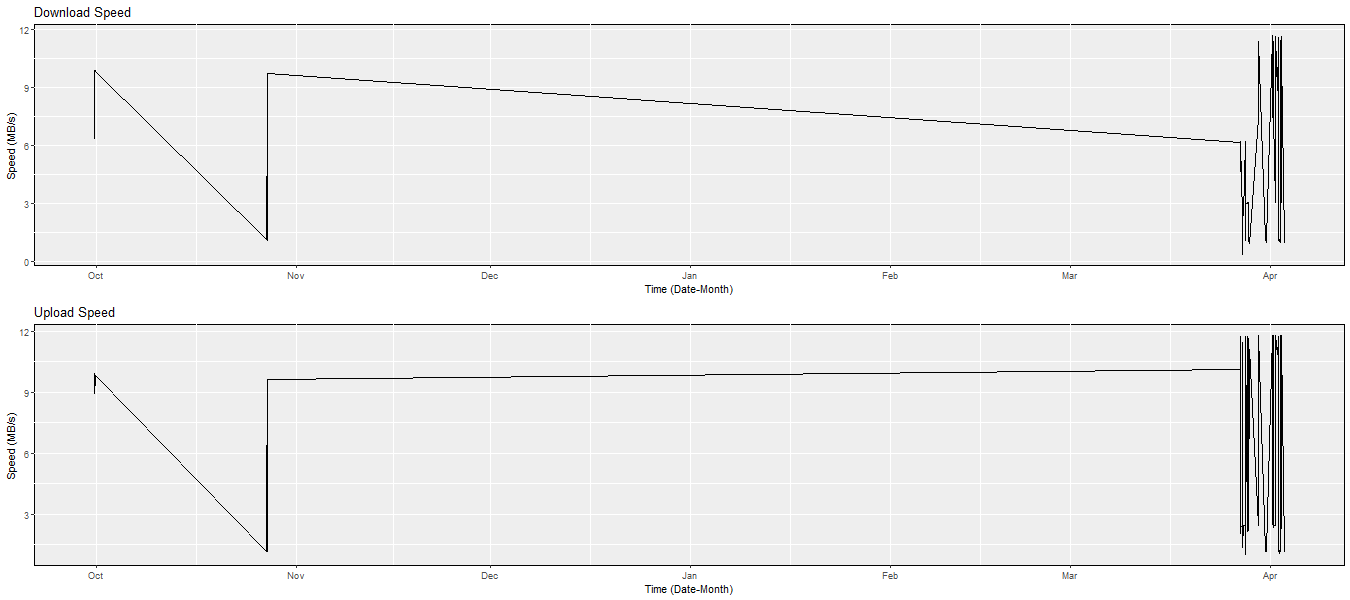 Download Speed
12
9
6
3
0
Speed (MB/s)
Oct Nov Dec Jan Feb Mar Apr
Time (Date-Month)
Upload Speed
12
9
6
3
Speed (MB/s)
Oct Nov Dec Jan Feb Mar Apr
Time (Date-Month)